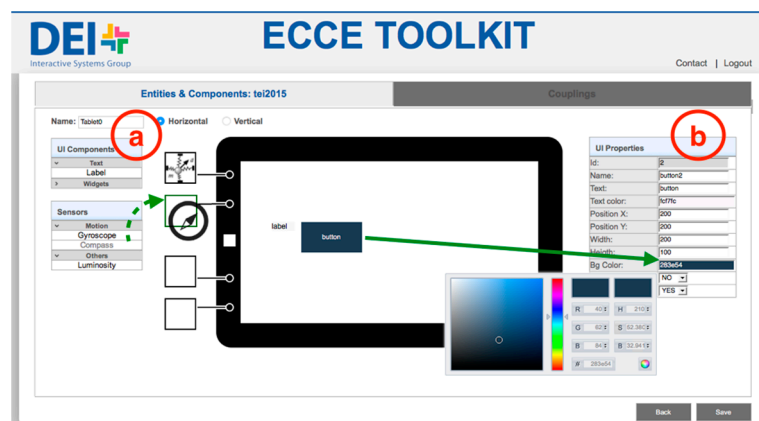 DEI
Interactive Systems Group
ECCE TOOLKIT
Contact | Logout
Entities & Components: tei2015
Couplings
Name: Tablet0 Horizontal Vertical
a
UI Components
Text
Label
Widgets
Sensors
Motion
Gyroscope
Compass
Others
Luminosity
label
button
b
UI Properties
Id: 2
Name: button2
Text: button
Text color: fcf7fc
Position X: 200
Position Y: 200
Width: 200
Heigth: 100
Bg Color: 283e54
NO
YES
R 40 H 210
G 62 S 52.38
B 84 B 32.941
# 283e54
Back Save